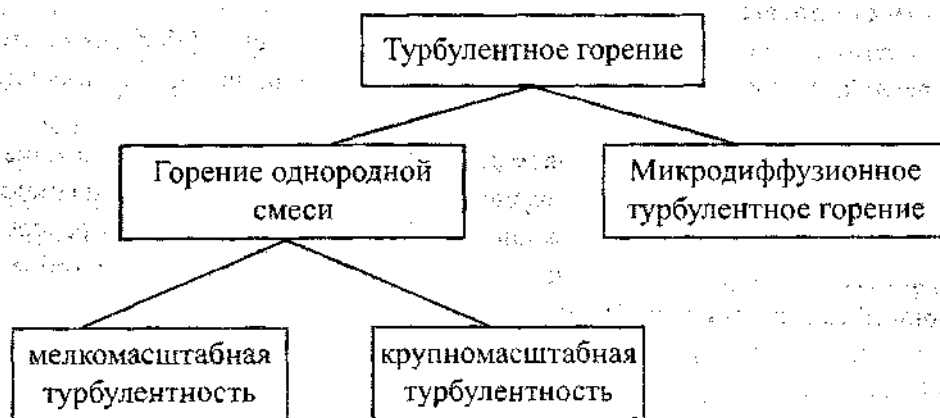 Турбулентное горение
Горение однородной
смеси
Микродиффузионное
турбулентное горение
мелкомасштабная
турбулентность
крупномасштабная
турбулентность